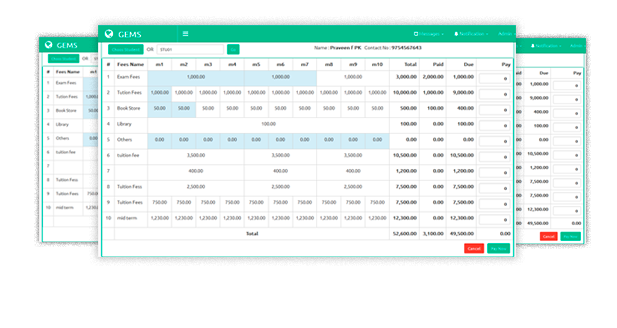 GEMS
Messages Notification Admin
Choose Student OR Go
Name : Praveen F PK Contact No : 9754567643
# Fees Name m1 m2 m3 m4 m5 m6 m7 m8 m9 m10 Total Paid Due Pay
1 Exam Fees 1,000.00 1,000.00 1,000.00 3,000.00 2,000.00 1,000.00 0
2 Tution Fees 1,000.00 1,000.00 1,000.00 1,000.00 1,000.00 1,000.00 1,000.00 1,000.00 1,000.00 1,000.00 10,000.00 1,000.00 9,000.00 0
3 Book Store 50.00 50.00 50.00 50.00 50.00 50.00 50.00 50.00 50.00 50.00 500.00 100.00 400.00 0
4 Library 100.00 100.00 0.00 100.00 0
5 Others 0.00 0.00 0.00 0.00 0.00 0.00 0.00 0.00 0.00 0.00 0.00 0.00 0.00 0
6 tuition fee 3,500.00 3,500.00 3,500.00 10,500.00 0.00 10,500.00 0
7 400.00 400.00 400.00 1,200.00 0.00 1,200.00 0
8 Tutition Fees 2,500.00 2,500.00 2,500.00 7,500.00 0.00 7,500.00 0
9 Tutition Fees 750.00 750.00 750.00 750.00 750.00 750.00 750.00 750.00 750.00 750.00 7,500.00 0.00 7,500.00 0
10 mid term 1,230.00 1,230.00 1,230.00 1,230.00 1,230.00 1,230.00 1,230.00 1,230.00 1,230.00 1,230.00 12,300.00 0.00 12,300.00 0
Total 52,600.00 3,100.00 49,500.00 0.00
Cancel Pay Now
GEMS
# Fees Name m1
1 Exam Fees
2 Tution Fees
3 Book Store
4 Library
5 Others
6 tuition fee
7
8 Tutition Fees
9 Tutition Fees
10 mid term
Notification Admin
Due Pay
1,000.00 0
9,000.00 0
400.00 0
100.00 0
0.00 0
10,500.00 0
1,200.00 0
7,500.00 0
7,500.00 0
12,300.00 0
49,500.00 0.00
Cancel Pay Now